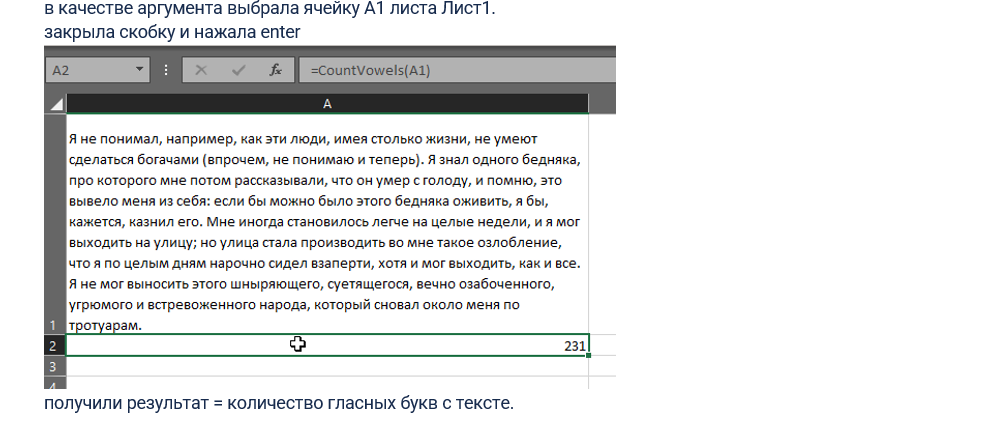 в качестве аргумента выбрала ячейку А1 листа Лист1.
закрыла скобку и нажала enter
A2 fx =CountVowels(A1)
A
Я не понимал, например, как эти люди, имея столько жизни, не умеют
сделаться богачами (впрочем, не понимаю и теперь). Я знал одного бедняка,
про которого мне потом рассказывали, что он умер с голоду, и помню, это
вывело меня из себя: если бы можно было этого бедняка оживить, я бы,
кажется, казнил его. Мне иногда становилось легче на целые недели, и я мог
выходить на улицу; но улица стала производить во мне такое озлобление,
что я по целым дням нарочно сидел взаперти, хотя и мог выходить, как и все.
Я не мог выносить этого шныряющего, суетящегося, вечно озабоченного,
угрюмого и встревоженного народа, который сновал около меня по
1 тротуарам.
2 231
3
4
получили результат = количество гласных букв с тексте.